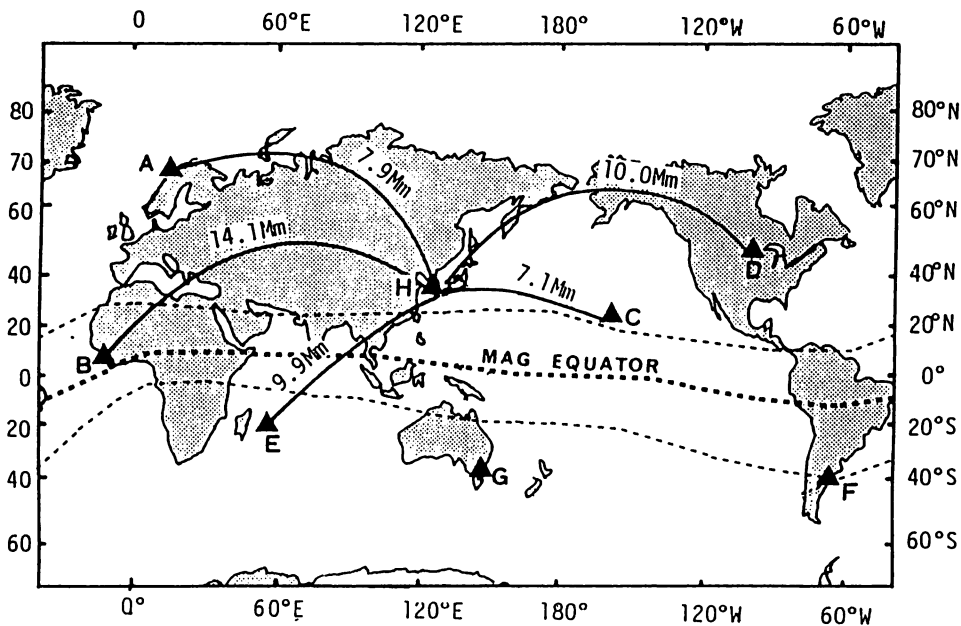 0 60°E 120°E 180° 120°W 60°W
80 80°N
A 7.9Mm 10.0Mm
70 70°N
60 60°N
14.1Mm
D
40 H 7.1Mm 40°N
20 C 20°N
B 9.9Mm MAG EQUATOR
0 0°
20 E 20°S
40 G F 40°S
60 60°S
0° 60°E 120°E 180° 120°W 60°W